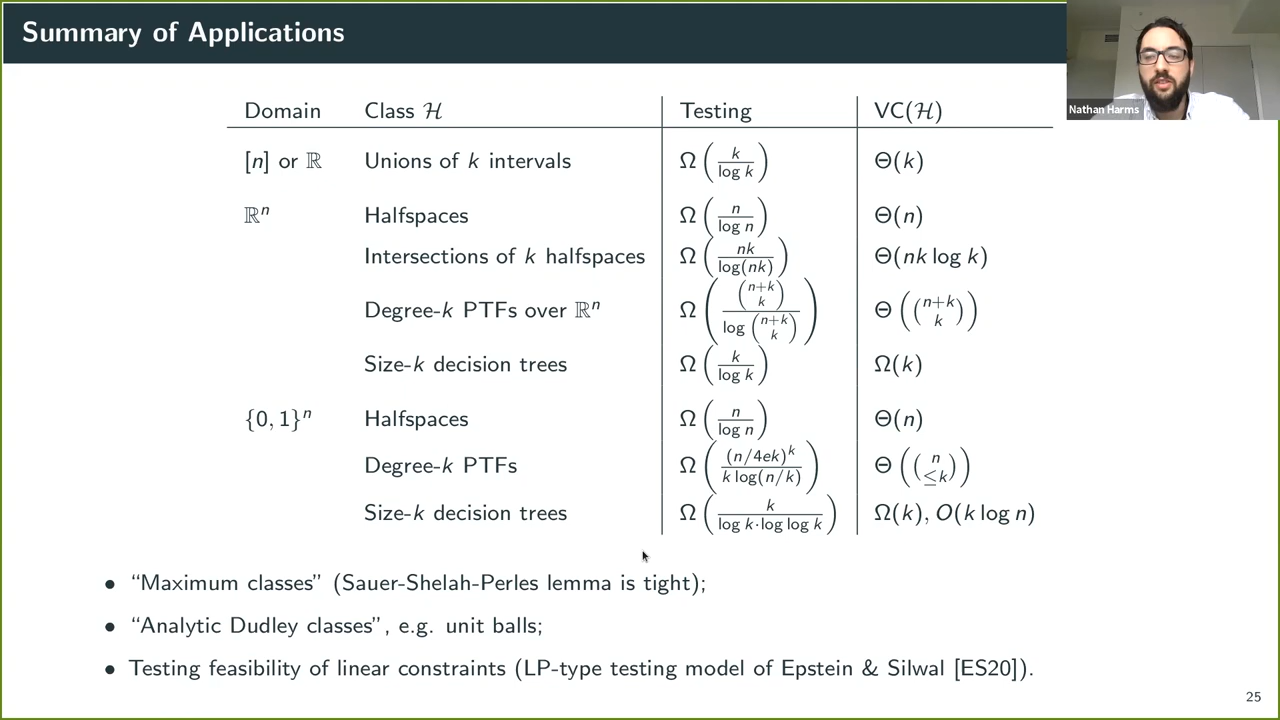 Summary of Applications
Nathan Harms
Domain Class ℋ Testing VC(ℋ)
[n] or ℝ Unions of k intervals Ω(k/log k) Θ(k)
ℝⁿ Halfspaces Ω(n/log n) Θ(n)
Intersections of k halfspaces Ω(nk/log(nk)) Θ(nk log k)
Degree-k PTFs over ℝⁿ Ω(\binom{n+k}{k}/log \binom{n+k}{k}) Θ(\binom{n+k}{k})
Size-k decision trees Ω(k/log k) Ω(k)
{0, 1}ⁿ Halfspaces Ω(n/log n) Θ(n)
Degree-k PTFs Ω((n/4ek)ᵏ/k log(n/k)) Θ(\binom{n}{≤k})
Size-k decision trees Ω(k/log k·log log k) Ω(k), O(k log n)
• “Maximum classes” (Sauer-Shelah-Perles lemma is tight);
• “Analytic Dudley classes”, e.g. unit balls;
• Testing feasibility of linear constraints (LP-type testing model of Epstein & Silwal [ES20]).
25